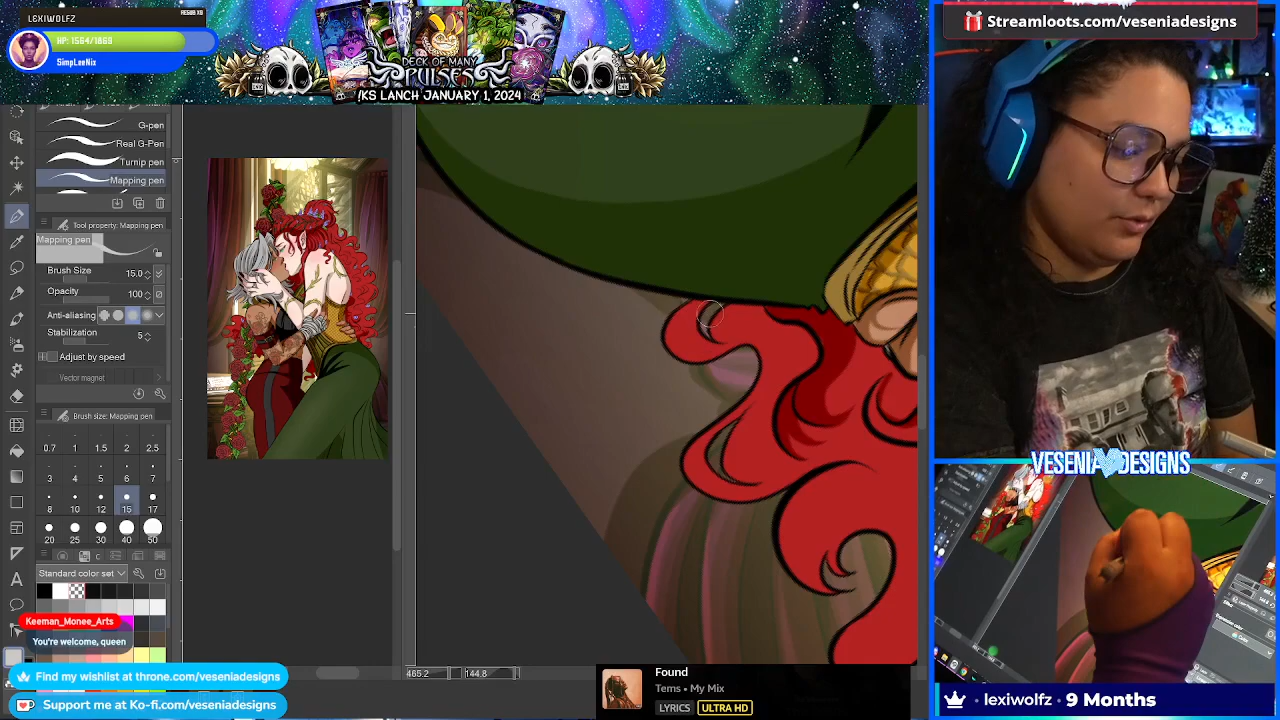 LEXIWOLFZ
HP: 1564/1869
SimpLeeNix
DECK OF MANY
PULSES
!KS LANCH JANUARY 1, 2024
Streamloots.com/veseniadesigns
G-pen
Real G-Pen
Turnip pen
Mapping pen
Tool property: Mapping pen
Mapping pen
Brush Size 15.0
Opacity 100
Anti-aliasing
Stabilization 5
Adjust by speed
Vector magnet
Brush size: Mapping pen
0.7 1 1.5 2 2.5
3 4 5 6 7
8 10 12 15 17
20 25 30 40 50
Standard color set
Keeman_Monee_Arts
You're welcome, queen
Find my wishlist at throne.com/veseniadesigns
Support me at Ko-fi.com/veseniadesigns
465.2 144.8
Found
Tems • My Mix
LYRICS ULTRA HD
VESENIA DESIGNS
lexiwolfz 9 Months